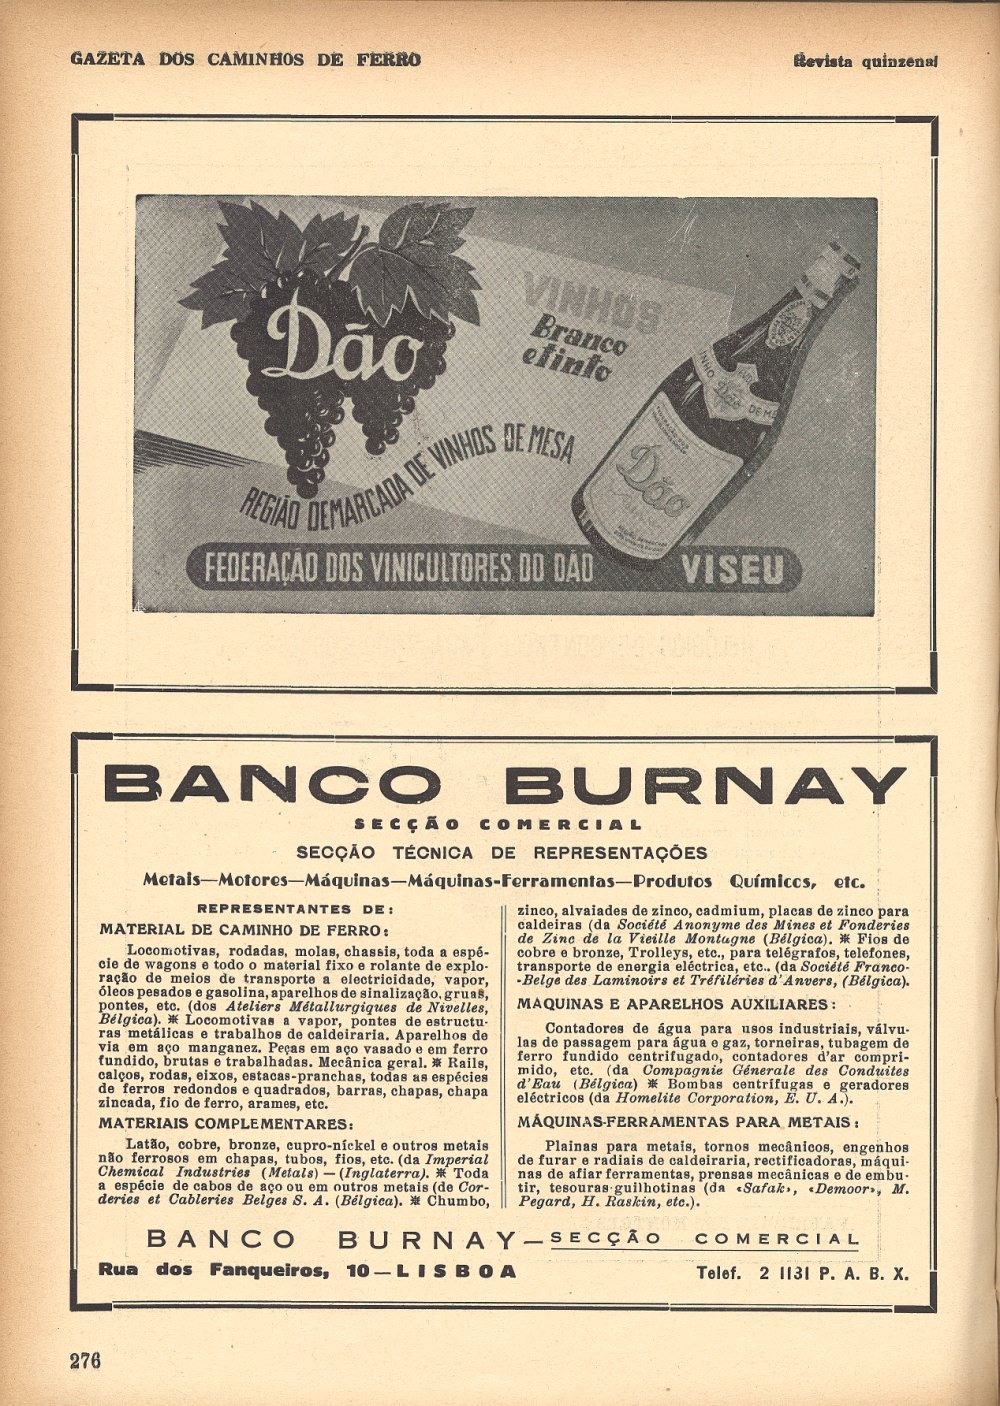 GAZETA DOS CAMINHOS DE FERRO
Revista quinzenal
Dão
VINHOS
Branco
e tinto
REGIÃO DEMARCADA DE VINHOS DE MESA
Dão
DE ME
Dão
FEDERAÇÃO DOS VINICULTORES DO DÃO VISEU
BANCO BURNAY
SECÇÃO COMERCIAL
SECÇÃO TÉCNICA DE REPRESENTAÇÕES
Metais—Motores—Máquinas—Máquinas-Ferramentas—Produtos Químicos, etc.
REPRESENTANTES DE:
MATERIAL DE CAMINHO DE FERRO:
Locomotivas, rodadas, molas, chassis, toda a espé-
cie de wagons e todo o material fixo e rolante de explo-
ração de meios de transporte a electricidade, vapor,
óleos pesados e gasolina, aparelhos de sinalização, gruas,
pontes, etc. (dos Ateliers Métallurgiques de Nivelles,
Bélgica). ※ Locomotivas a vapor, pontes de estructu-
ras metálicas e trabalhos de caldeiraria. Aparelhos de
via em aço manganez. Peças em aço vasado e em ferro
fundido, brutas e trabalhadas. Mecânica geral. ※ Rails,
calços, rodas, eixos, estacas-pranchas, todas as espécies
de ferros redondos e quadrados, barras, chapas, chapa
zincada, fio de ferro, arames, etc.
MATERIAIS COMPLEMENTARES:
Latão, cobre, bronze, cupro-níckel e outros metais
não ferrosos em chapas, tubos, fios, etc. (da Imperial
Chemical Industries (Metals) — (Inglaterra). ※ Toda
a espécie de cabos de aço ou em outros metais (de Cor-
deries et Cableries Belges S. A. (Bélgica). ※ Chumbo,
zinco, alvaiades de zinco, cadmium, placas de zinco para
caldeiras (da Société Anonyme des Mines et Fonderies
de Zinc de la Vieille Montagne (Bélgica). ※ Fios de
cobre e bronze, Trolleys, etc., para telégrafos, telefones,
transporte de energia eléctrica, etc.. (da Société Franco-
-Belge des Laminoirs et Tréfiléries d'Anvers, (Bélgica).
MÁQUINAS E APARELHOS AUXILIARES:
Contadores de água para usos industriais, válvu-
las de passagem para água e gaz, torneiras, tubagem de
ferro fundido centrifugado, contadores d'ar compri-
mido, etc. (da Compagnie Génerale des Conduites
d'Eau (Bélgica) ※ Bombas centrífugas e geradores
eléctricos (da Homelite Corporation, E. U. A.).
MÁQUINAS-FERRAMENTAS PARA METAIS:
Plainas para metais, tornos mecânicos, engenhos
de furar e radiais de caldeiraria, rectificadoras, máqui-
nas de afiar ferramentas, prensas mecânicas e de embu-
tir, tesouras-guilhotinas (da «Safak», «Demoor», M.
Pegard, H. Raskin, etc.).
BANCO BURNAY—SECÇÃO COMERCIAL
Rua dos Fanqueiros, 10—LISBOA
Telef. 2 1131 P. A. B. X.
276